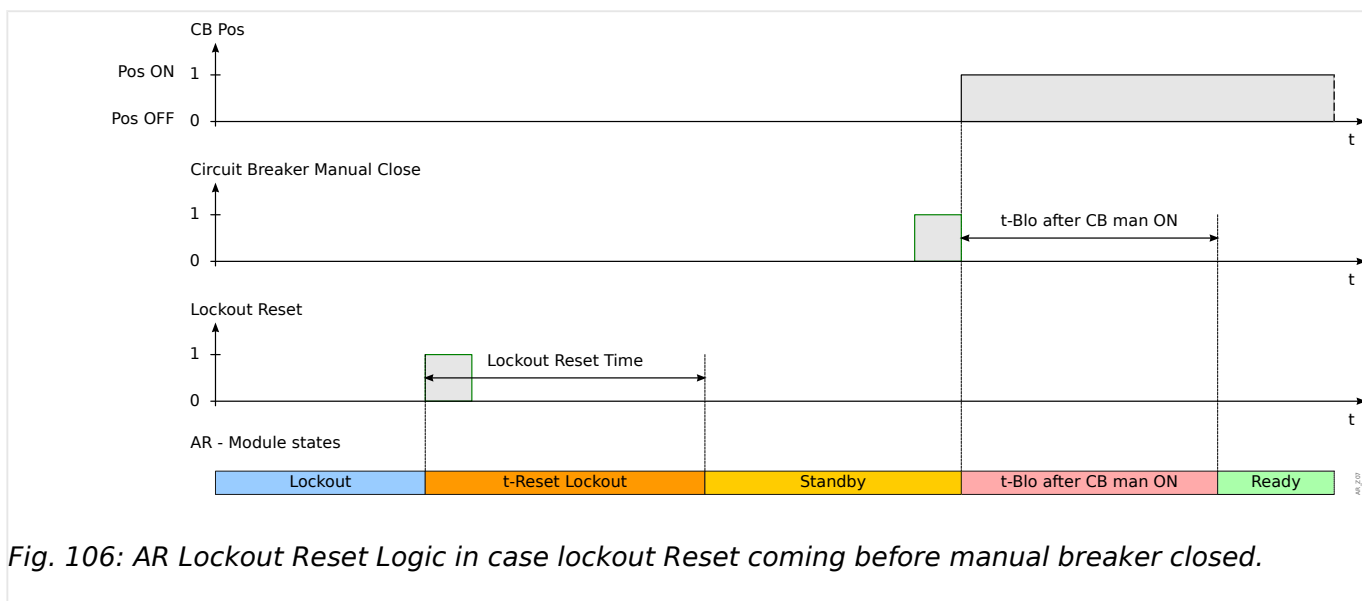 CB Pos
Pos ON 1
Pos OFF 0
t
Circuit Breaker Manual Close
1
t-Blo after CB man ON
0
t
Lockout Reset
1
Lockout Reset Time
0
t
AR - Module states
Lockout t-Reset Lockout Standby t-Blo after CB man ON Ready
AR_Z07
Fig. 106: AR Lockout Reset Logic in case lockout Reset coming before manual breaker closed.